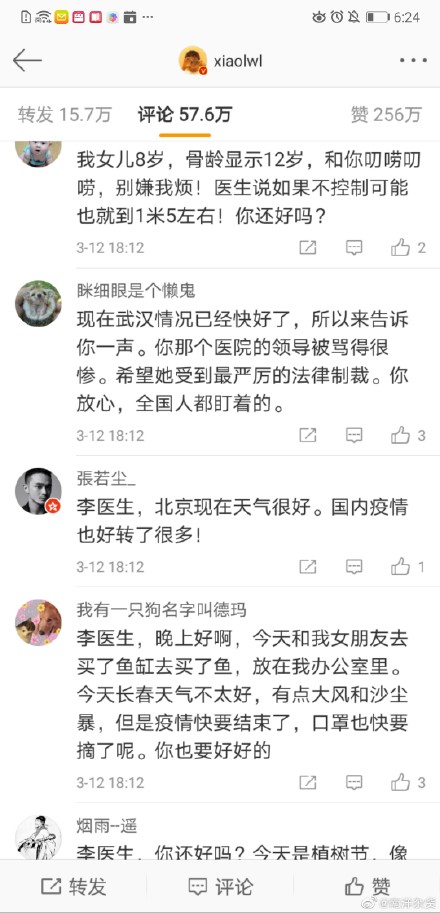 6:24
xiaolwl
转发 15.7万
评论 57.6万
赞 256万
我女儿8岁，骨龄显示12岁，和你叨唠叨
唠，别嫌我烦！医生说如果不控制可能
也就到1米5左右！你还好吗？
3-12 18:12
2
眯细眼是个懒鬼
现在武汉情况已经快好了，所以来告诉
你一声。你那个医院的领导被骂得很
惨。希望她受到最严厉的法律制裁。你
放心，全国人都盯着的。
3-12 18:12
3
張若尘_
李医生，北京现在天气很好。国内疫情
也好转了很多！
3-12 18:12
1
我有一只狗名字叫德玛
李医生，晚上好啊，今天和我女朋友去
买了鱼缸去买了鱼，放在我办公室里。
今天长春天气不太好，有点大风和沙尘
暴，但是疫情快要结束了，口罩也快要
摘了呢。你也要好好的
3-12 18:12
3
烟雨--遥
李医生，你还好吗？今天是植树节，像
转发
评论
赞